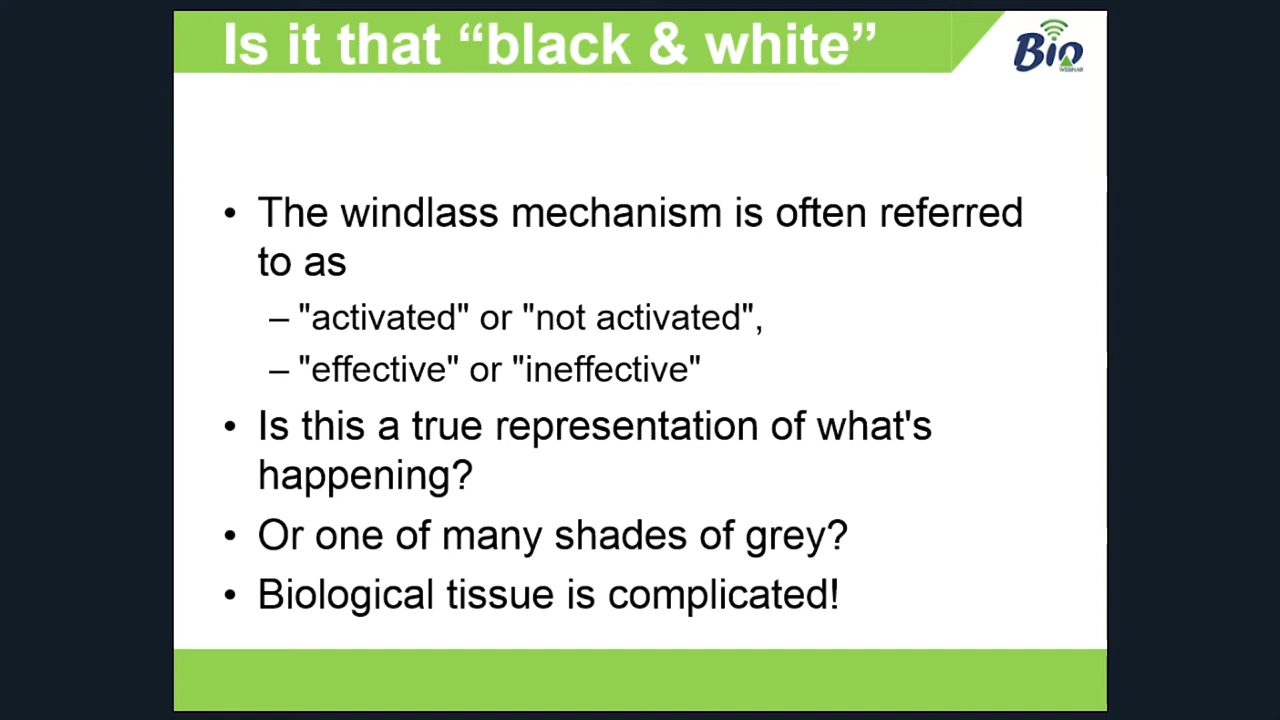 Is it that “black & white”
Bio
WEBINAR
• The windlass mechanism is often referred
to as
– "activated" or "not activated",
– "effective" or "ineffective"
• Is this a true representation of what's
happening?
• Or one of many shades of grey?
• Biological tissue is complicated!